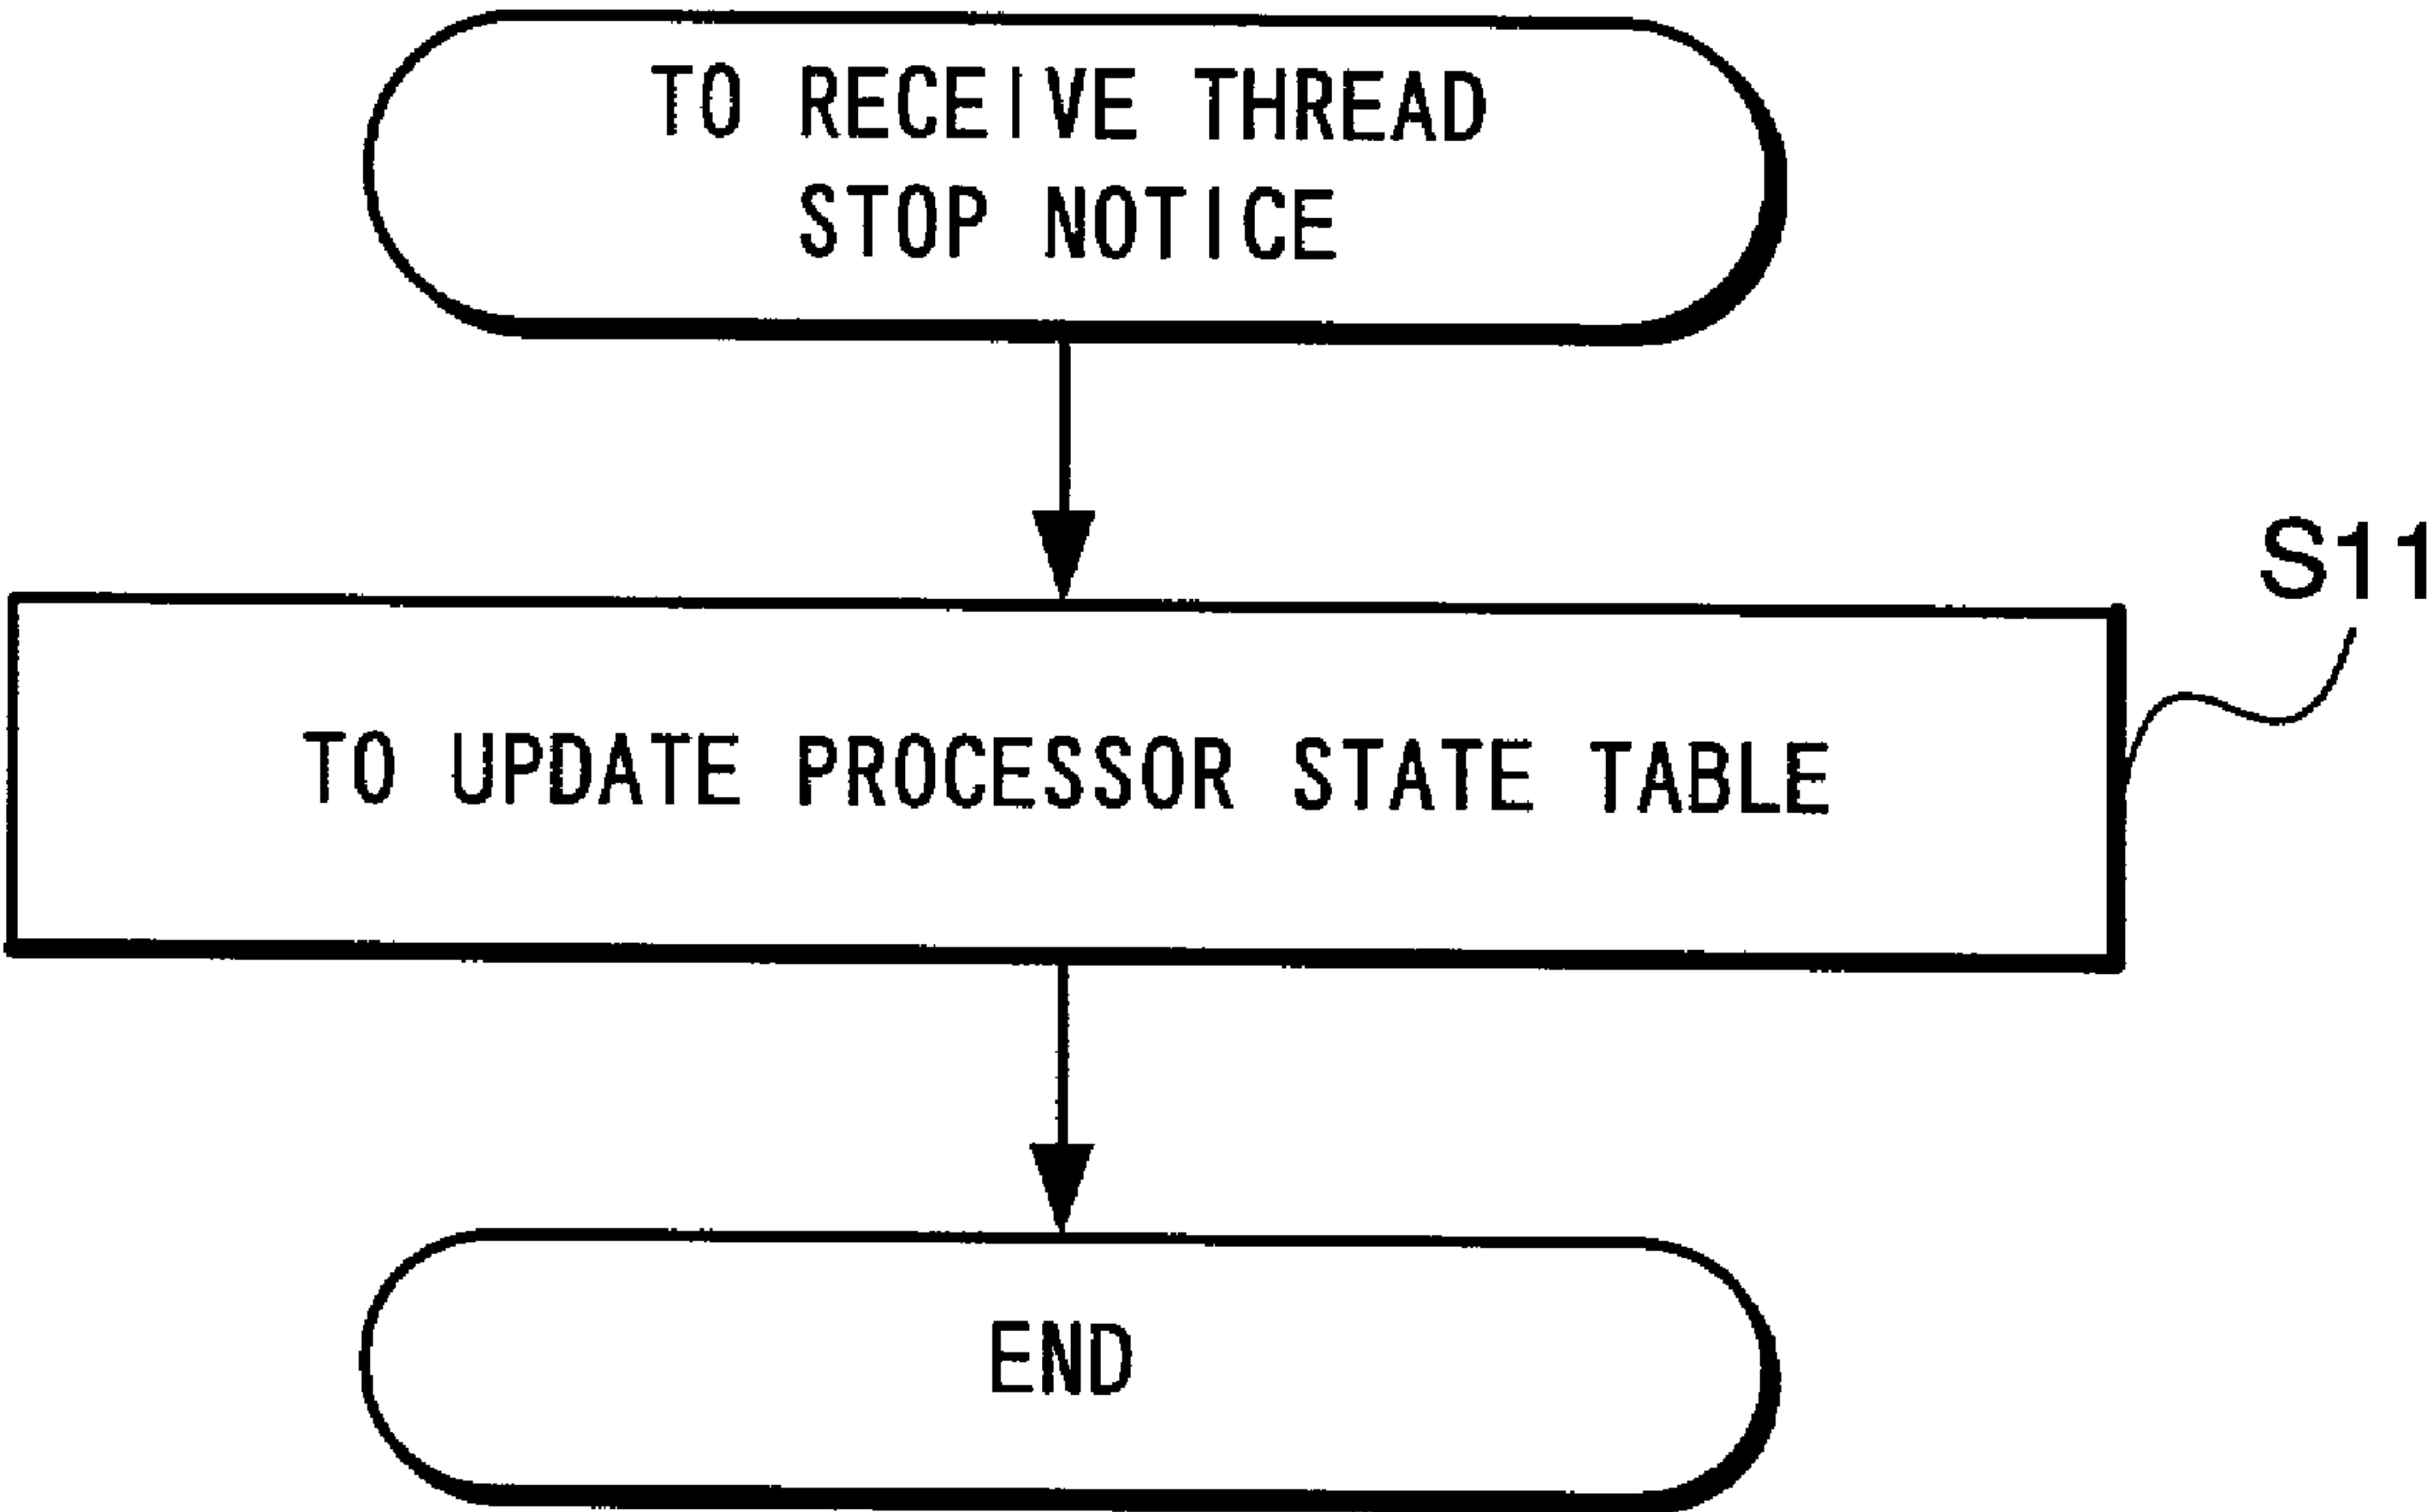 TO RECEIVE THREAD
STOP NOTICE
S11
TO UPDATE PROCESSOR STATE TABLE
END